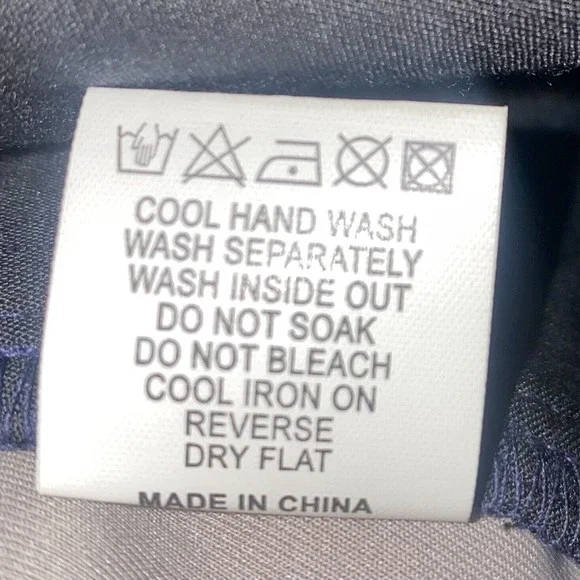 COOL HAND WASH
WASH SEPARATELY
WASH INSIDE OUT
DO NOT SOAK
DO NOT BLEACH
COOL IRON ON
REVERSE
DRY FLAT
MADE IN CHINA